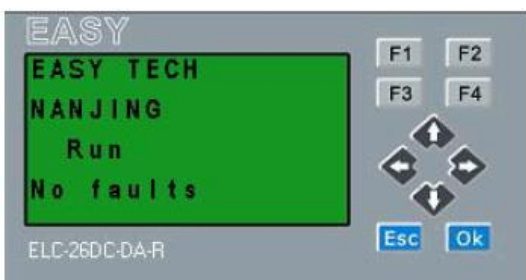 EASY
EASY TECH
NANJING
Run
No faults
ELC-26DC-DA-R
F1 F2
F3 F4
Esc Ok